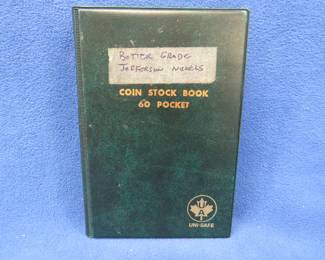 BETTER GRADE
JEFFERSON NICKELS
COIN STOCK BOOK
60 POCKET
UNI-SAFE